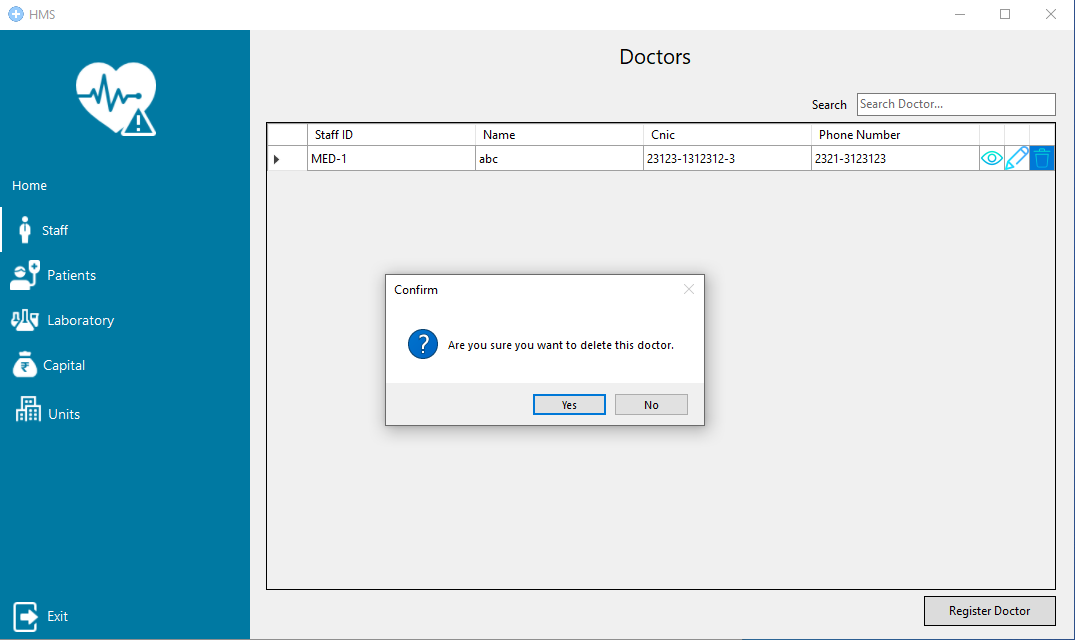 HMS
Doctors
Search Search Doctor...
Staff ID Name Cnic Phone Number
MED-1 abc 23123-1312312-3 2321-3123123
Home
Staff
Patients
Laboratory
Capital
Units
Exit
Confirm
Are you sure you want to delete this doctor.
Yes No
Register Doctor